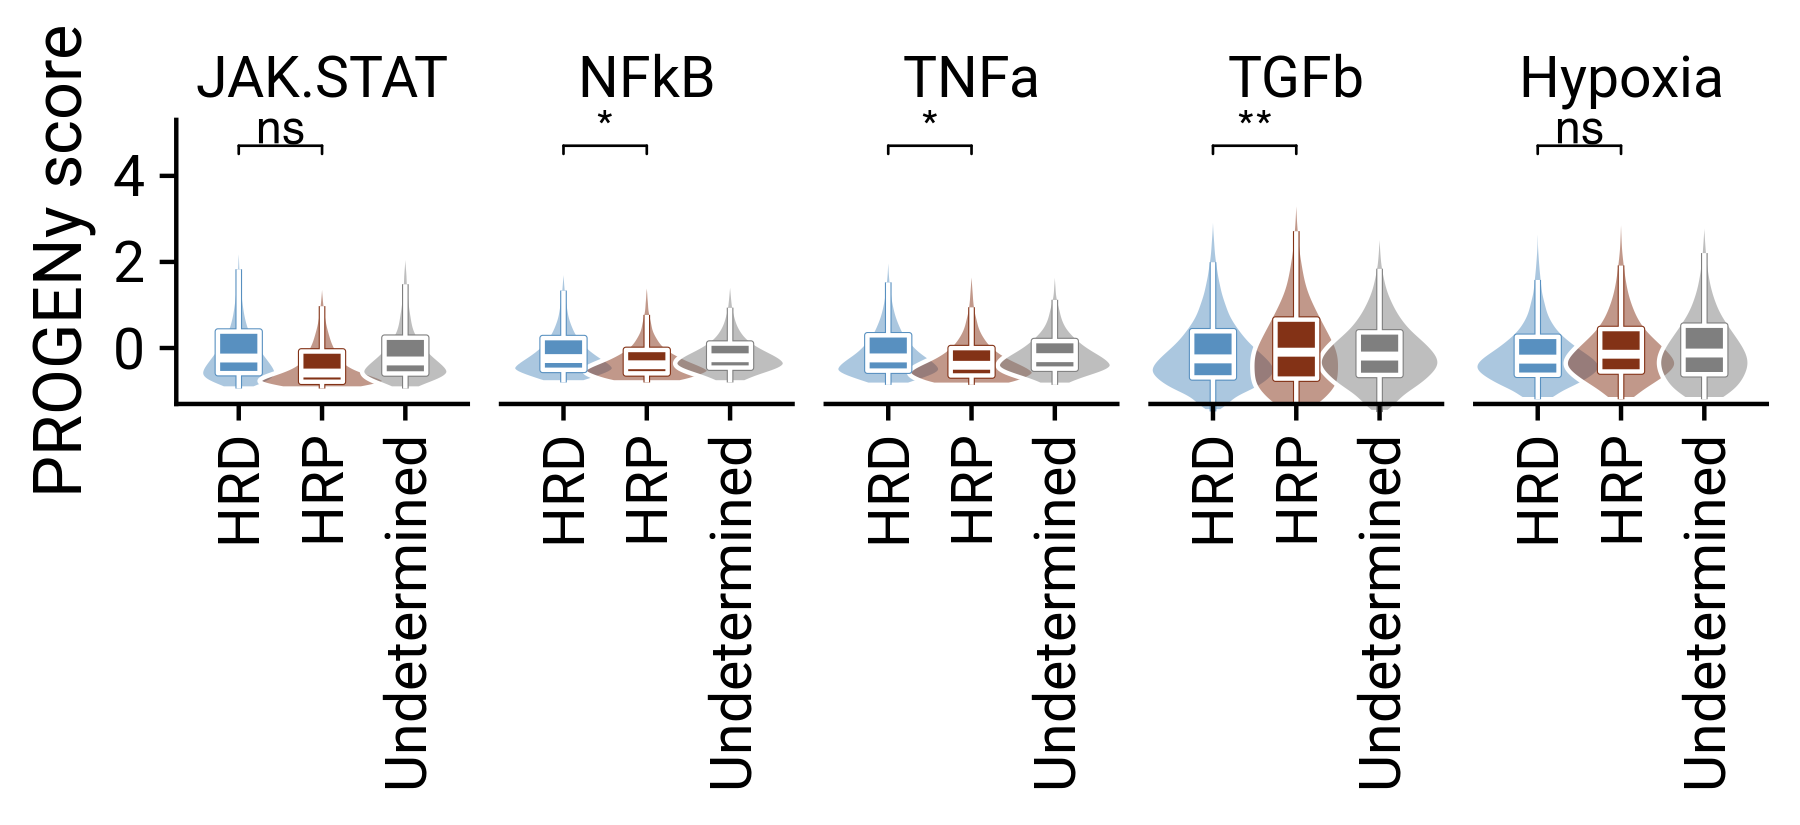 PROGENy score
JAK.STAT
NFkB
TNFa
TGFb
Hypoxia
ns
*
*
**
ns
4
2
0
HRD
HRP
Undetermined
HRD
HRP
Undetermined
HRD
HRP
Undetermined
HRD
HRP
Undetermined
HRD
HRP
Undetermined